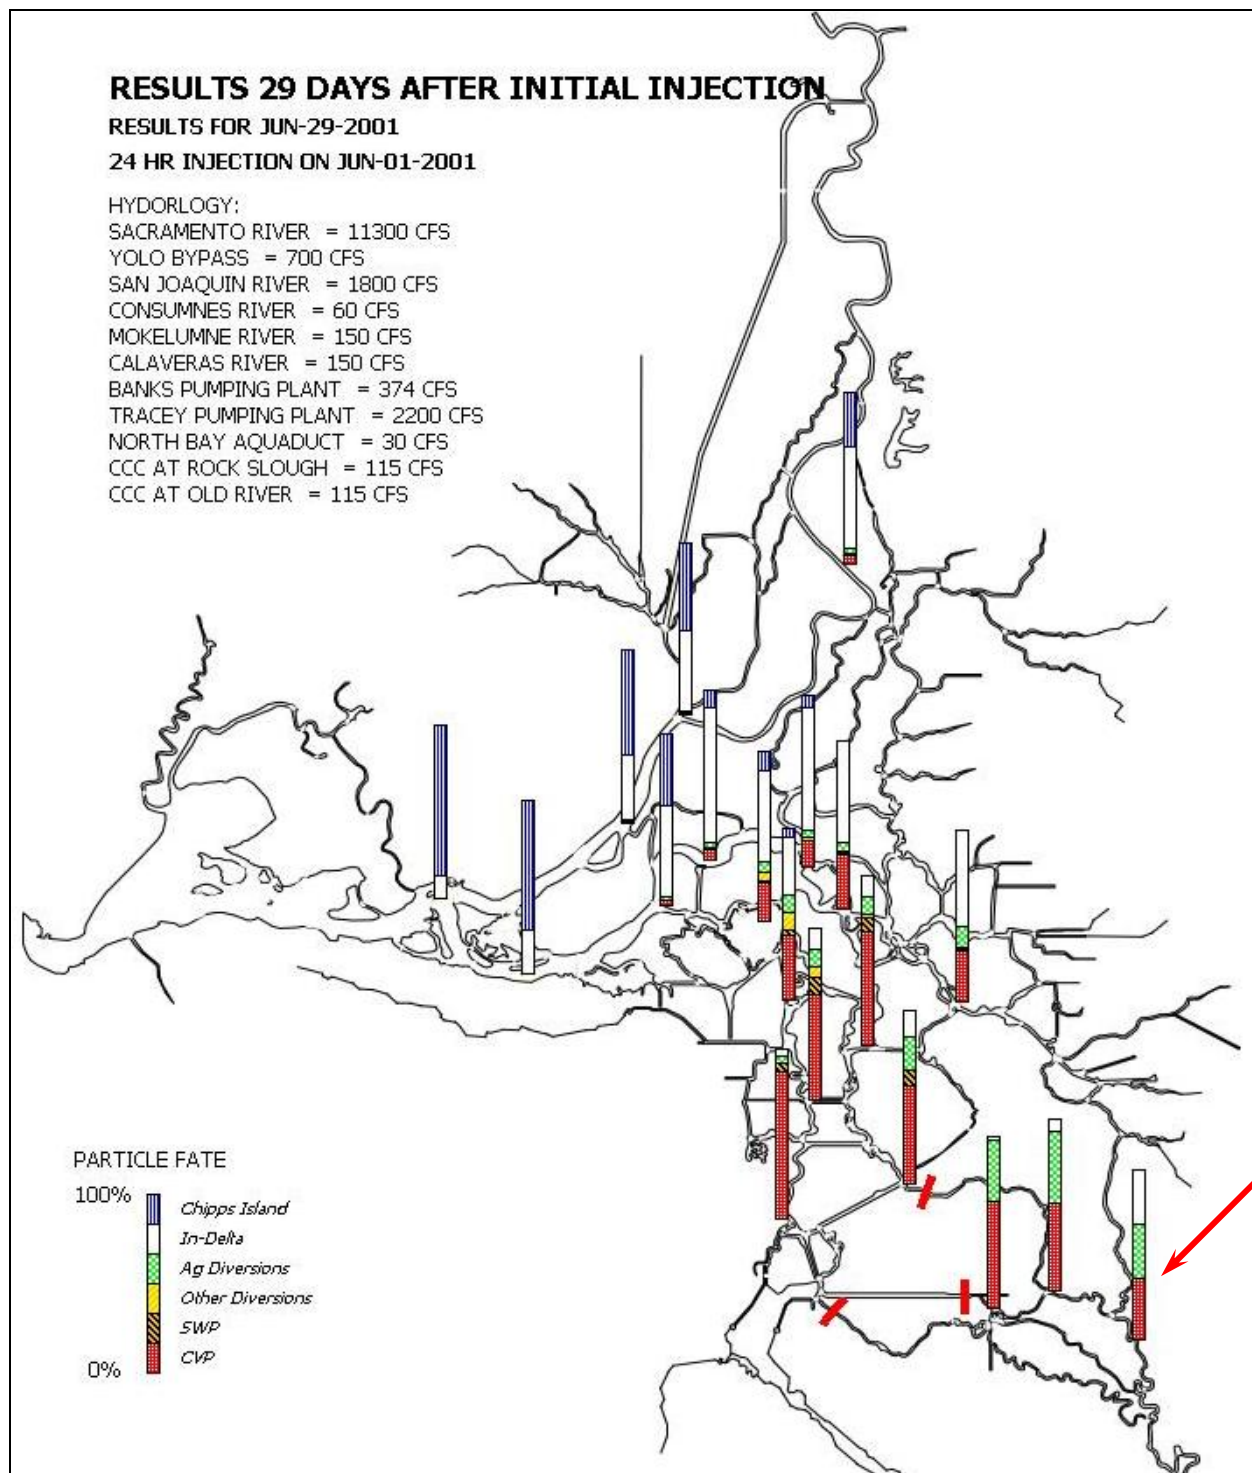 RESULTS 29 DAYS AFTER INITIAL INJECTION
RESULTS FOR JUN-29-2001
24 HR INJECTION ON JUN-01-2001
HYDORLOGY:
SACRAMENTO RIVER = 11300 CFS
YOLO BYPASS = 700 CFS
SAN JOAQUIN RIVER = 1800 CFS
CONSUMNES RIVER = 60 CFS
MOKELUMNE RIVER = 150 CFS
CALAVERAS RIVER = 150 CFS
BANKS PUMPING PLANT = 374 CFS
TRACEY PUMPING PLANT = 2200 CFS
NORTH BAY AQUADUCT = 30 CFS
CCC AT ROCK SLOUGH = 115 CFS
CCC AT OLD RIVER = 115 CFS
PARTICLE FATE
100%
Chipps Island
In-Delta
Ag Diversions
Other Diversions
SWP
CVP
0%